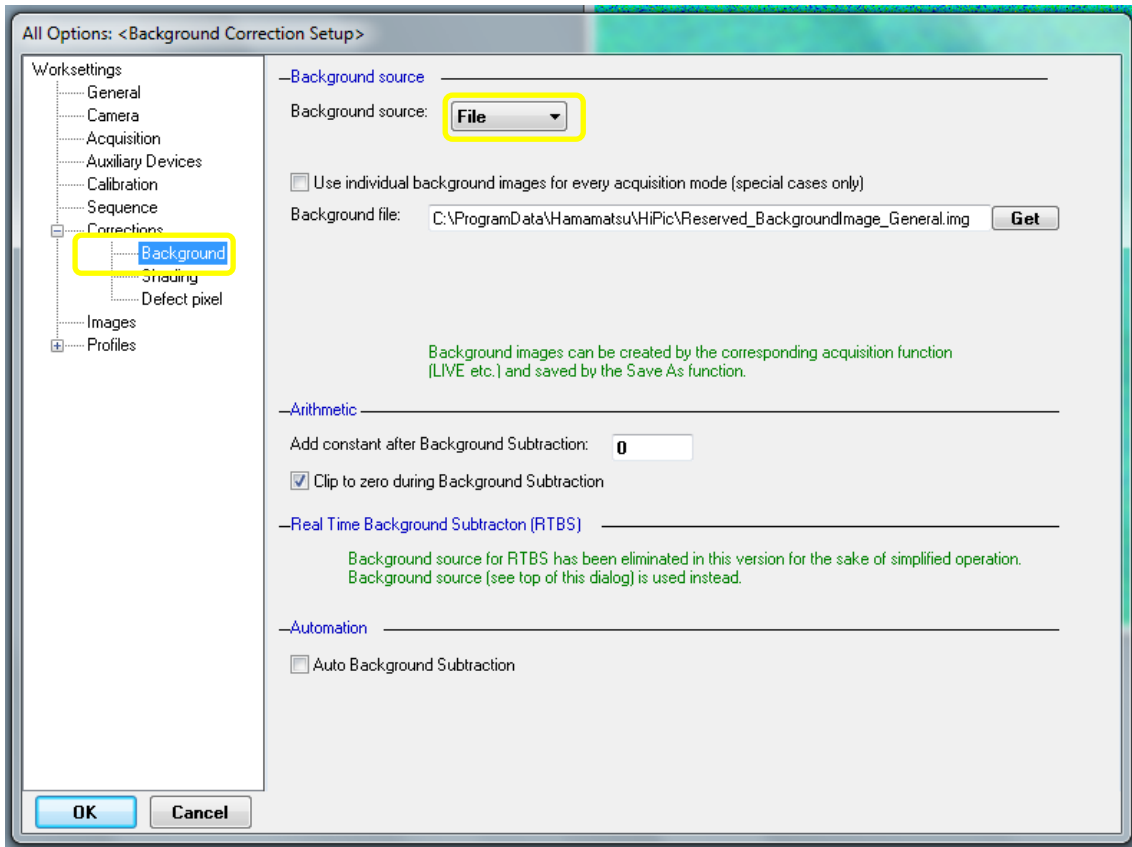 All Options: <Background Correction Setup>
Worksettings
General
Camera
Acquisition
Auxiliary Devices
Calibration
Sequence
Corrections
Background
Shading
Defect pixel
Images
Profiles
Background source
Background source:
File
Use individual background images for every acquisition mode (special cases only)
Background file:
C:\ProgramData\Hamamatsu\HiPic\Reserved_BackgroundImage_General.img
Get
Background images can be created by the corresponding acquisition function
(LIVE etc.) and saved by the Save As function.
Arithmetic
Add constant after Background Subtraction:
0
Clip to zero during Background Subtraction
Real Time Background Subtracton (RTBS)
Background source for RTBS has been eliminated in this version for the sake of simplified operation.
Background source (see top of this dialog) is used instead.
Automation
Auto Background Subtraction
OK
Cancel